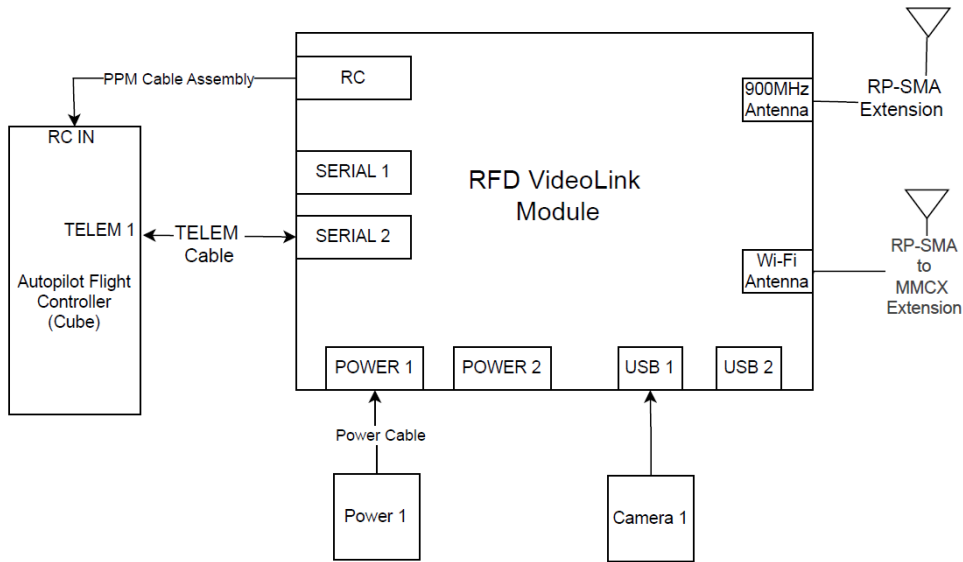 PPM Cable Assembly
RC
900MHz
Antenna
RP-SMA
Extension
RC IN
SERIAL 1
RFD VideoLink
Module
TELEM 1
TELEM
Cable
SERIAL 2
Autopilot Flight
Controller
(Cube)
Wi-Fi
Antenna
RP-SMA
to
MMCX
Extension
POWER 1
POWER 2
USB 1
USB 2
Power Cable
Power 1
Camera 1